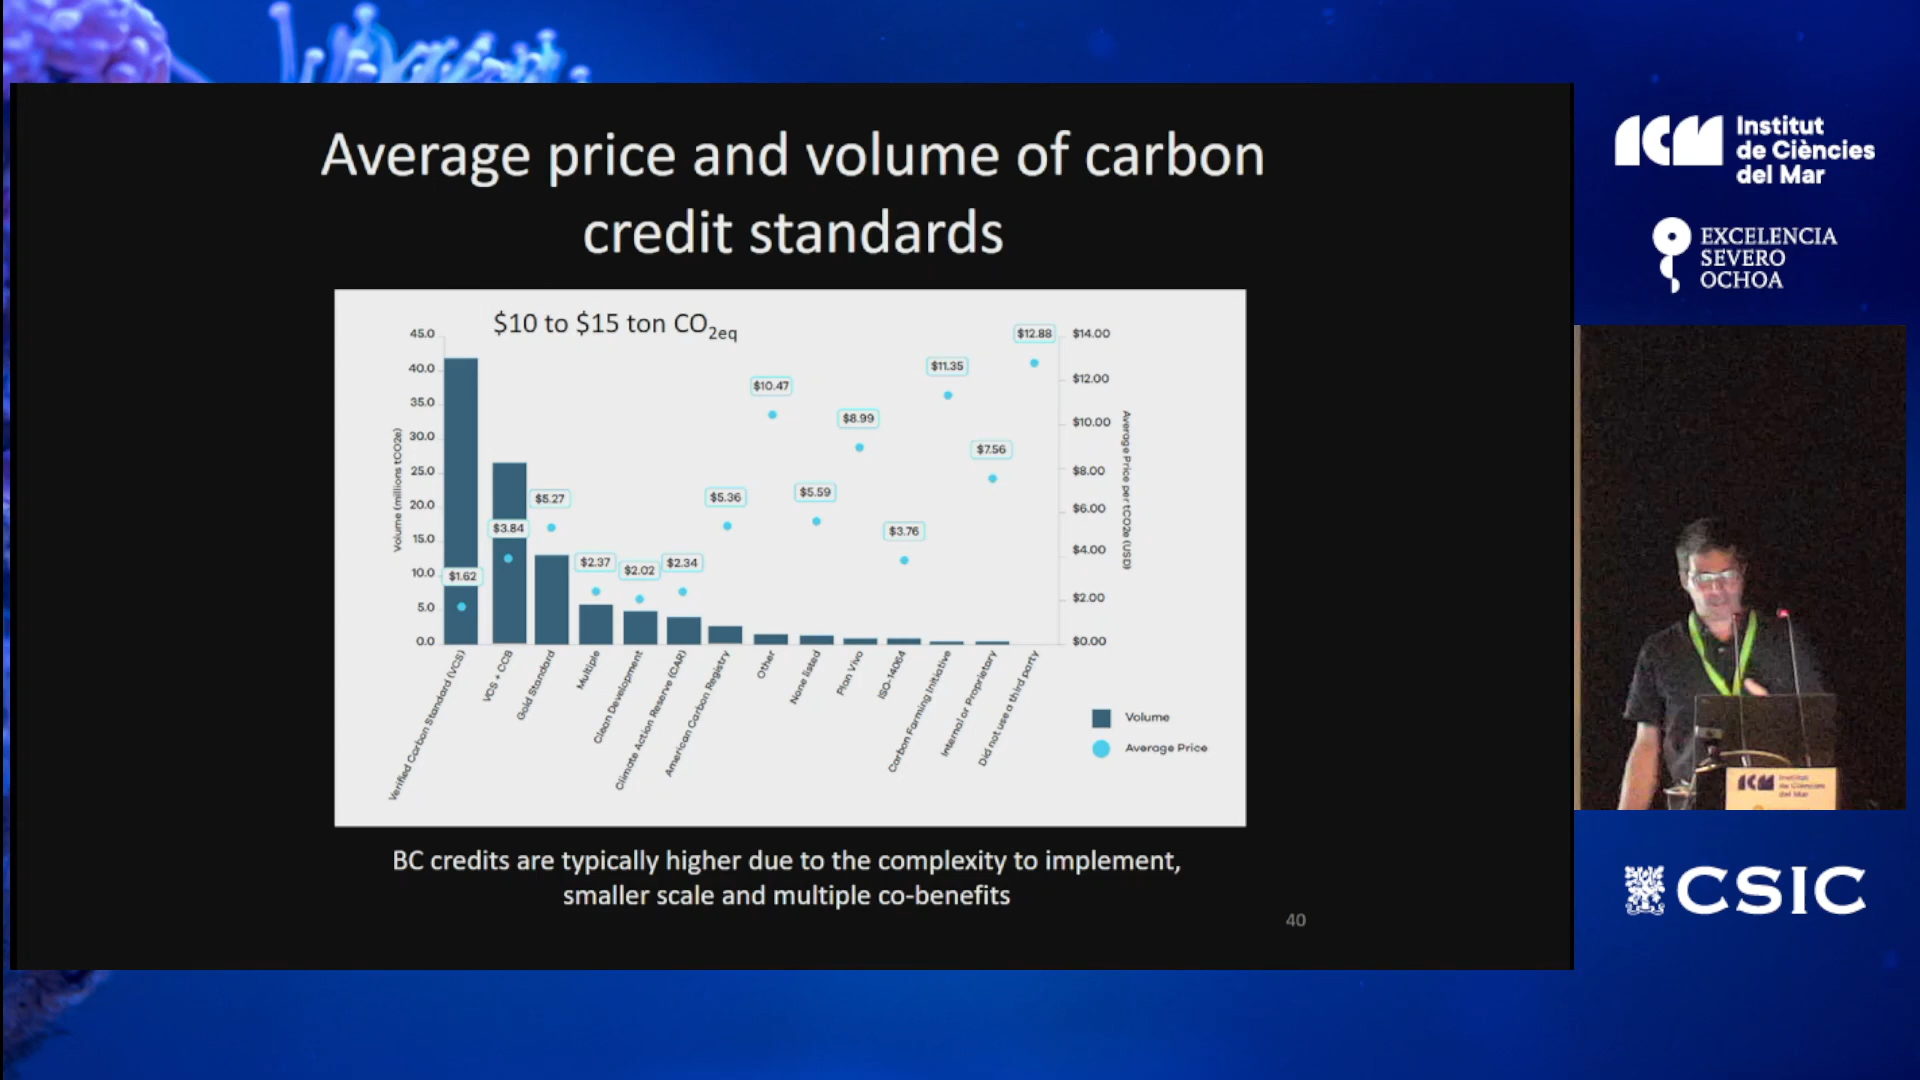 Average price and volume of carbon
credit standards
$10 to $15 ton CO2eq
45.0
40.0
35.0
30.0
25.0
20.0
15.0
10.0
5.0
0.0
Volume (millions tCO2e)
$1.62
$3.84
$5.27
$2.37
$2.02
$2.34
$5.36
$10.47
$5.59
$8.99
$3.76
$11.35
$7.56
$12.88
$14.00
$12.00
$10.00
$8.00
$6.00
$4.00
$2.00
$0.00
Average Price per tCO2e (USD)
Verified Carbon Standard (VCS)
VCS + CCB
Gold Standard
Multiple
Clean Development
Climate Action Reserve (CAR)
American Carbon Registry
Other
None listed
Plan Vivo
ISO-14064
Carbon Farming Initiative
Internal or Proprietary
Did not use a third party
Volume
Average Price
BC credits are typically higher due to the complexity to implement,
smaller scale and multiple co-benefits
40
ICM
Institut
de Ciències
del Mar
EXCELENCIA
SEVERO
OCHOA
ICM
Institut
de Ciències
del Mar
CSIC